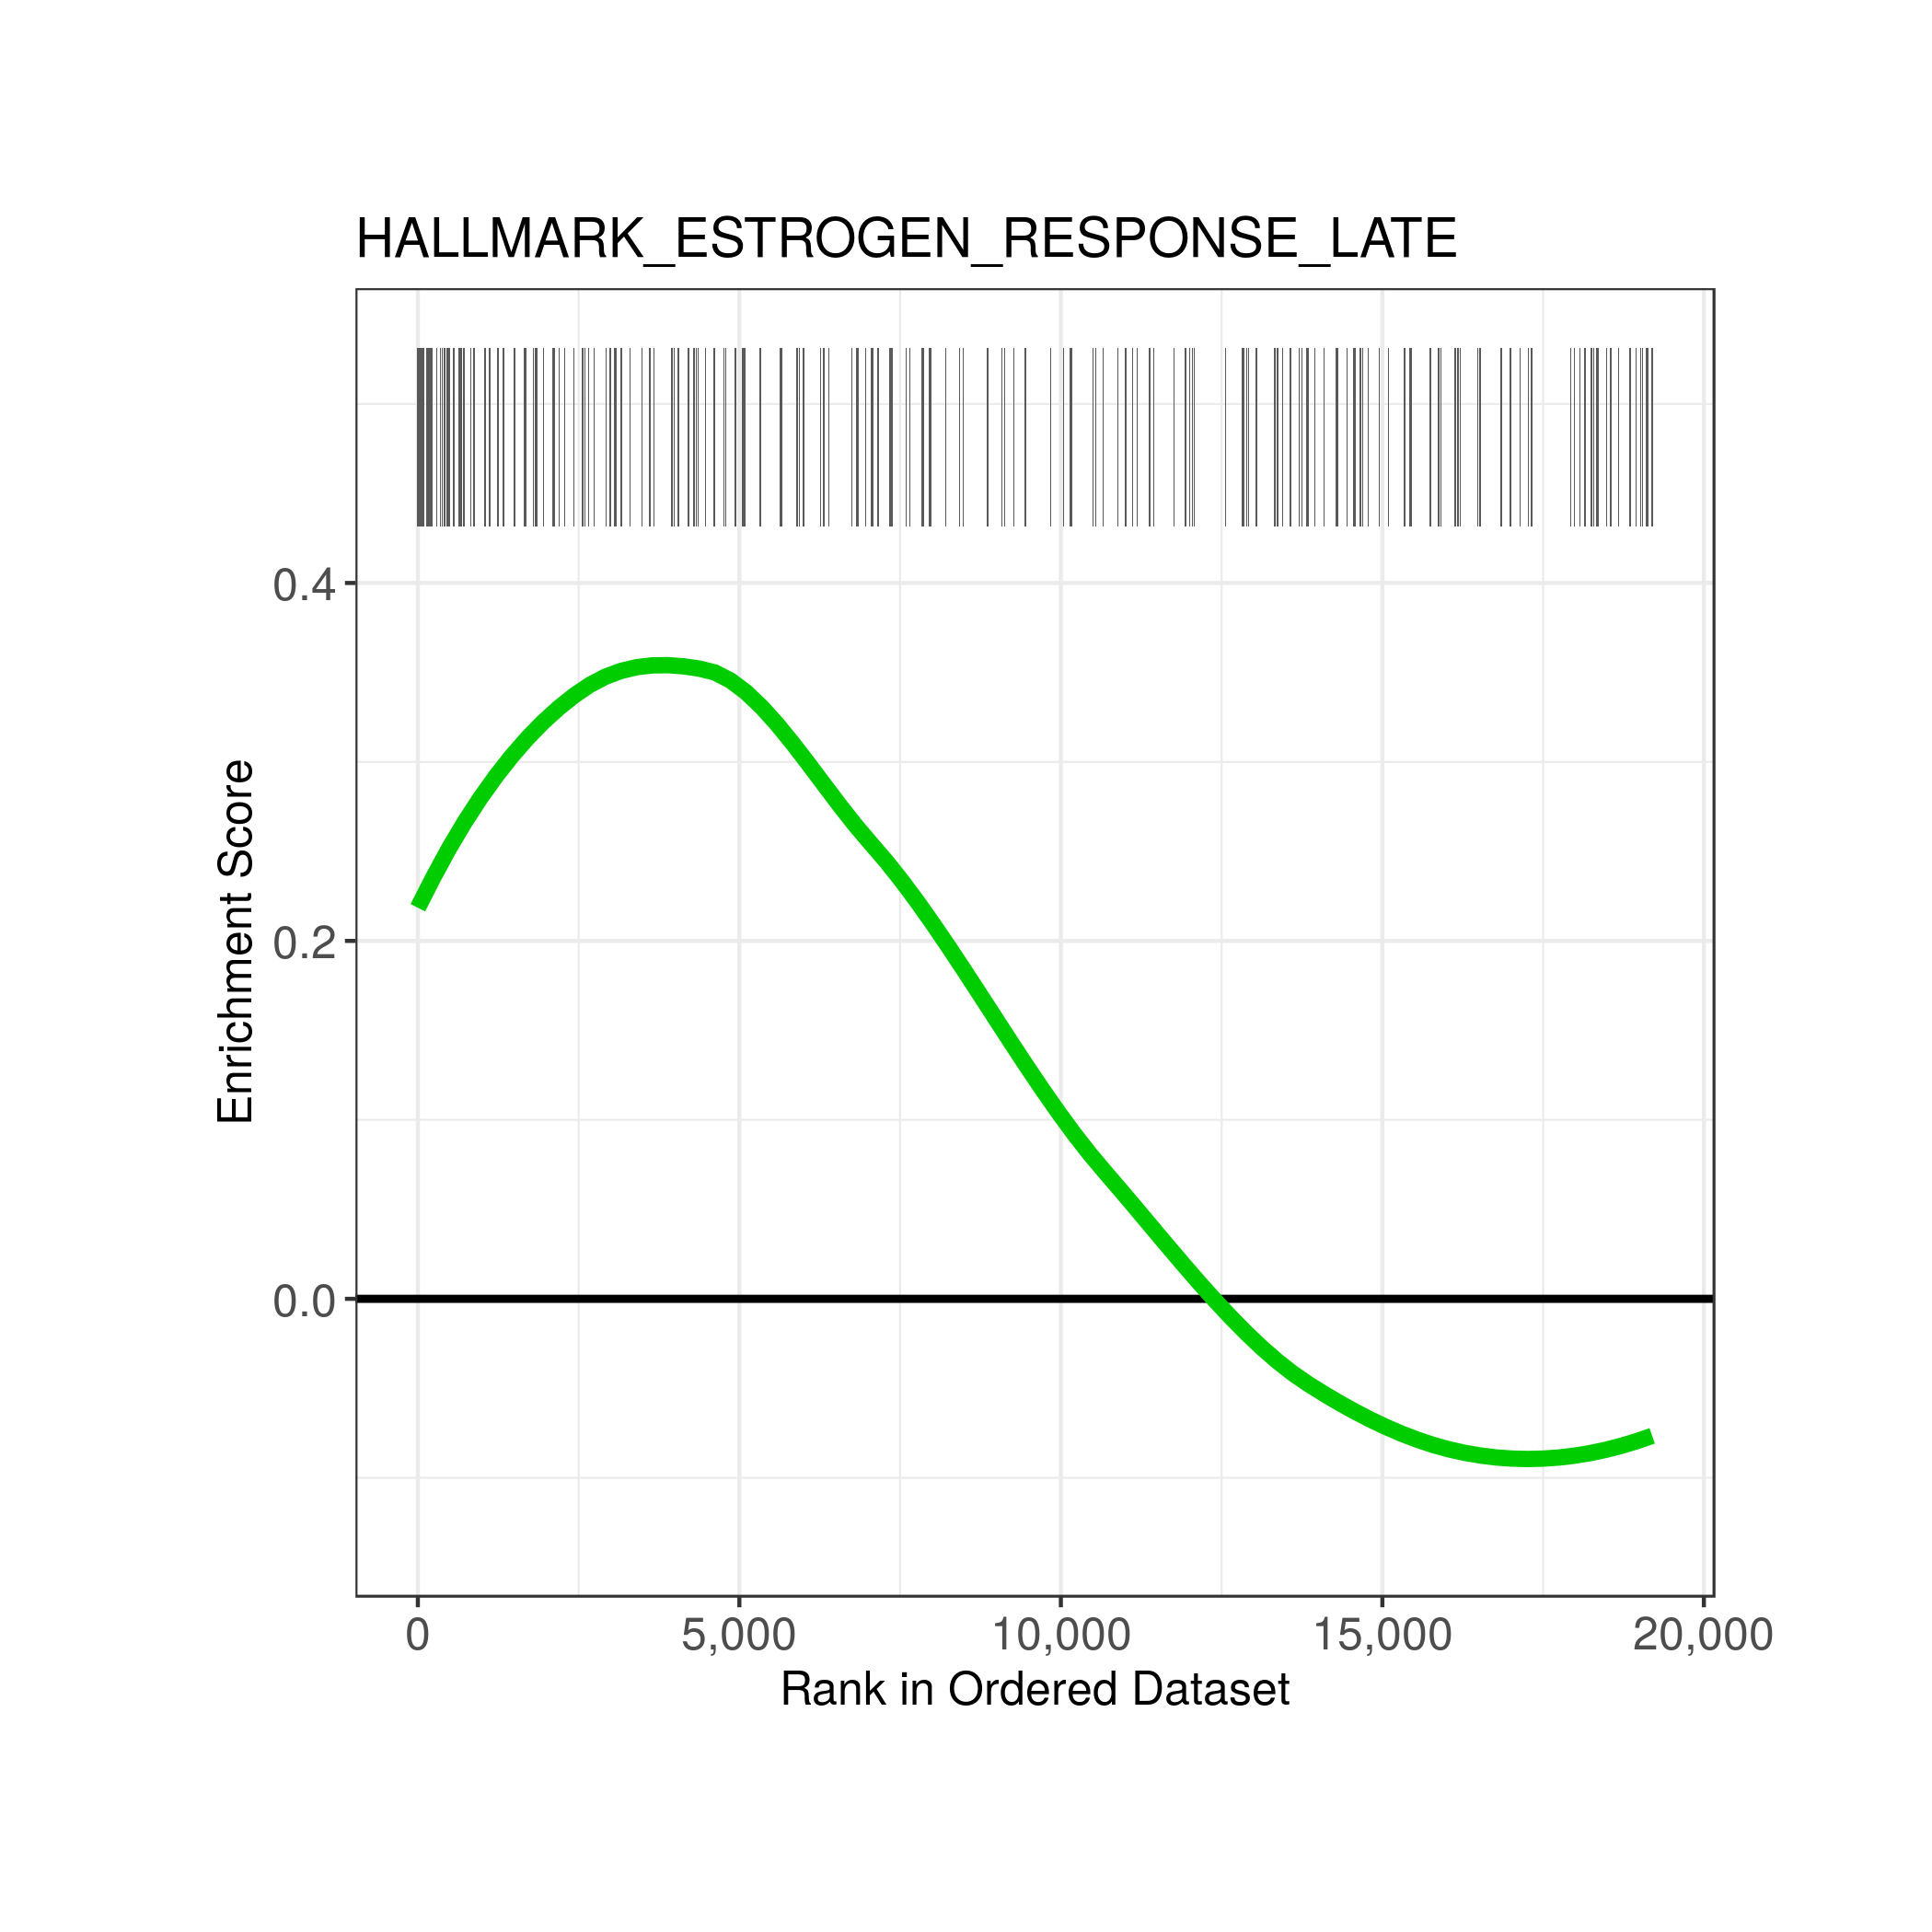 HALLMARK_ESTROGEN_RESPONSE_LATE
0.4
0.2
0.0
Enrichment Score
0 5,000 10,000 15,000 20,000
Rank in Ordered Dataset